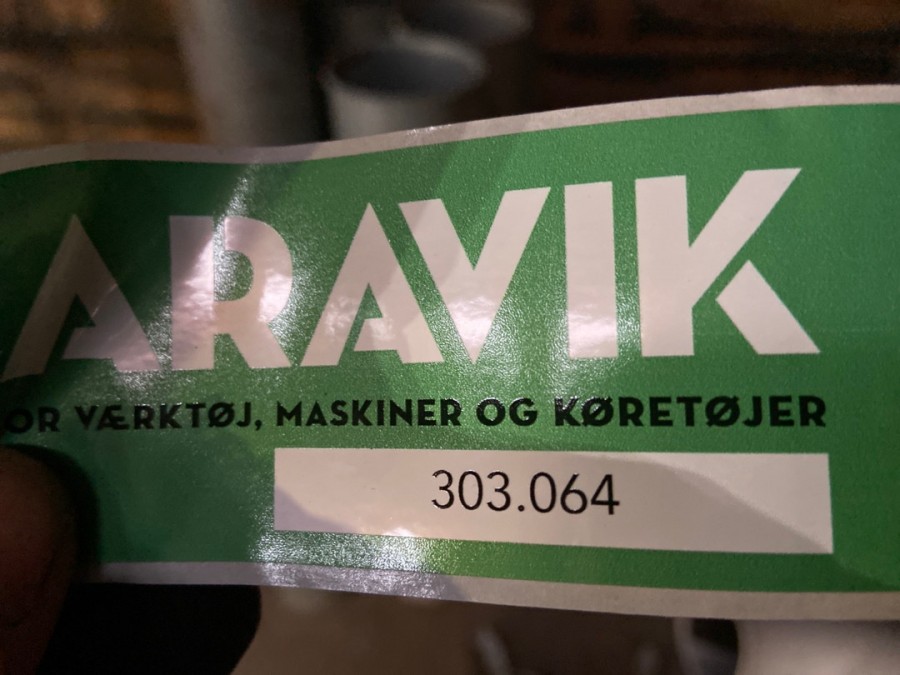 ARAVIK
OR VÆRKTØJ, MASKINER OG KØRETØJER
303.064